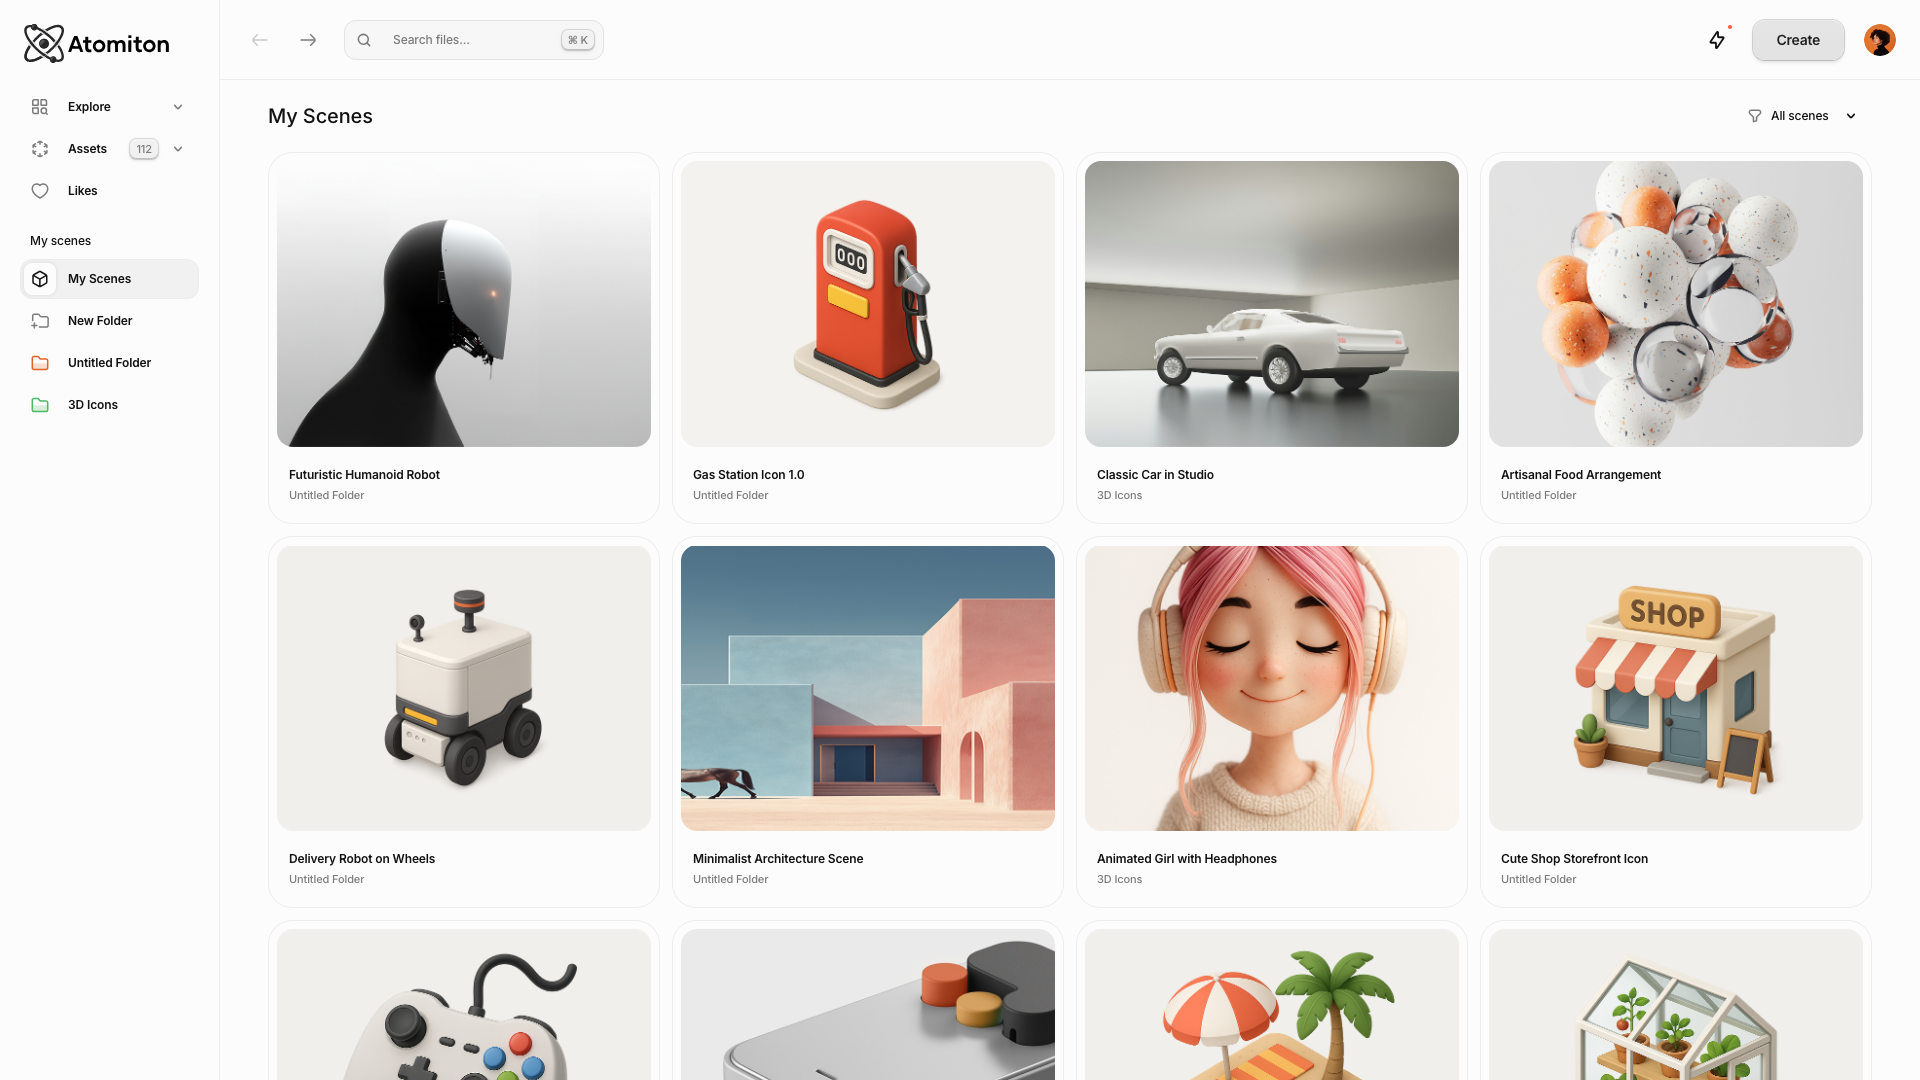 Atomiton
Search files...
⌘ K
Create
Explore
Assets
112
Likes
My scenes
My Scenes
New Folder
Untitled Folder
3D Icons
My Scenes
All scenes
000
Futuristic Humanoid Robot
Untitled Folder
Gas Station Icon 1.0
Untitled Folder
Classic Car in Studio
3D Icons
Artisanal Food Arrangement
Untitled Folder
SHOP
Delivery Robot on Wheels
Untitled Folder
Minimalist Architecture Scene
Untitled Folder
Animated Girl with Headphones
3D Icons
Cute Shop Storefront Icon
Untitled Folder